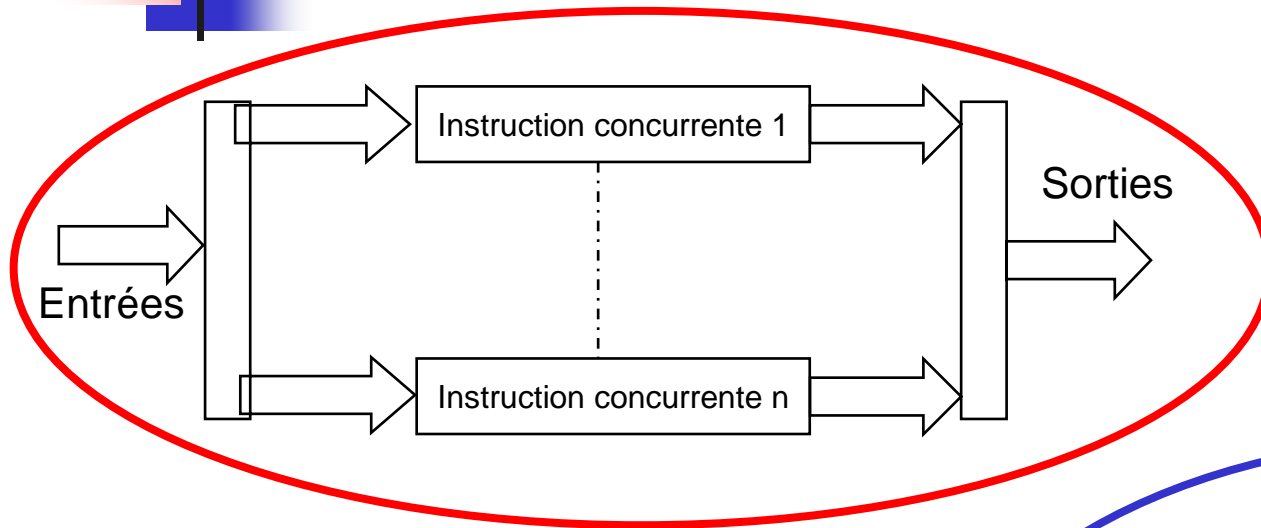 Instruction concurrente 1
Sorties
Entrées
Instruction concurrente n